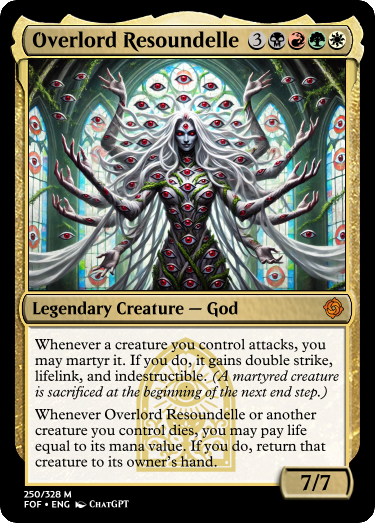 Overlord Resoundelle 3
Legendary Creature — God
Whenever a creature you control attacks, you
may martyr it. If you do, it gains double strike,
lifelink, and indestructible. (A martyred creature
is sacrificed at the beginning of the next end step.)
Whenever Overlord Resoundelle or another
creature you control dies, you may pay life
equal to its mana value. If you do, return that
creature to its owner's hand.
7/7
250/328 M
FOF • ENG ChatGPT